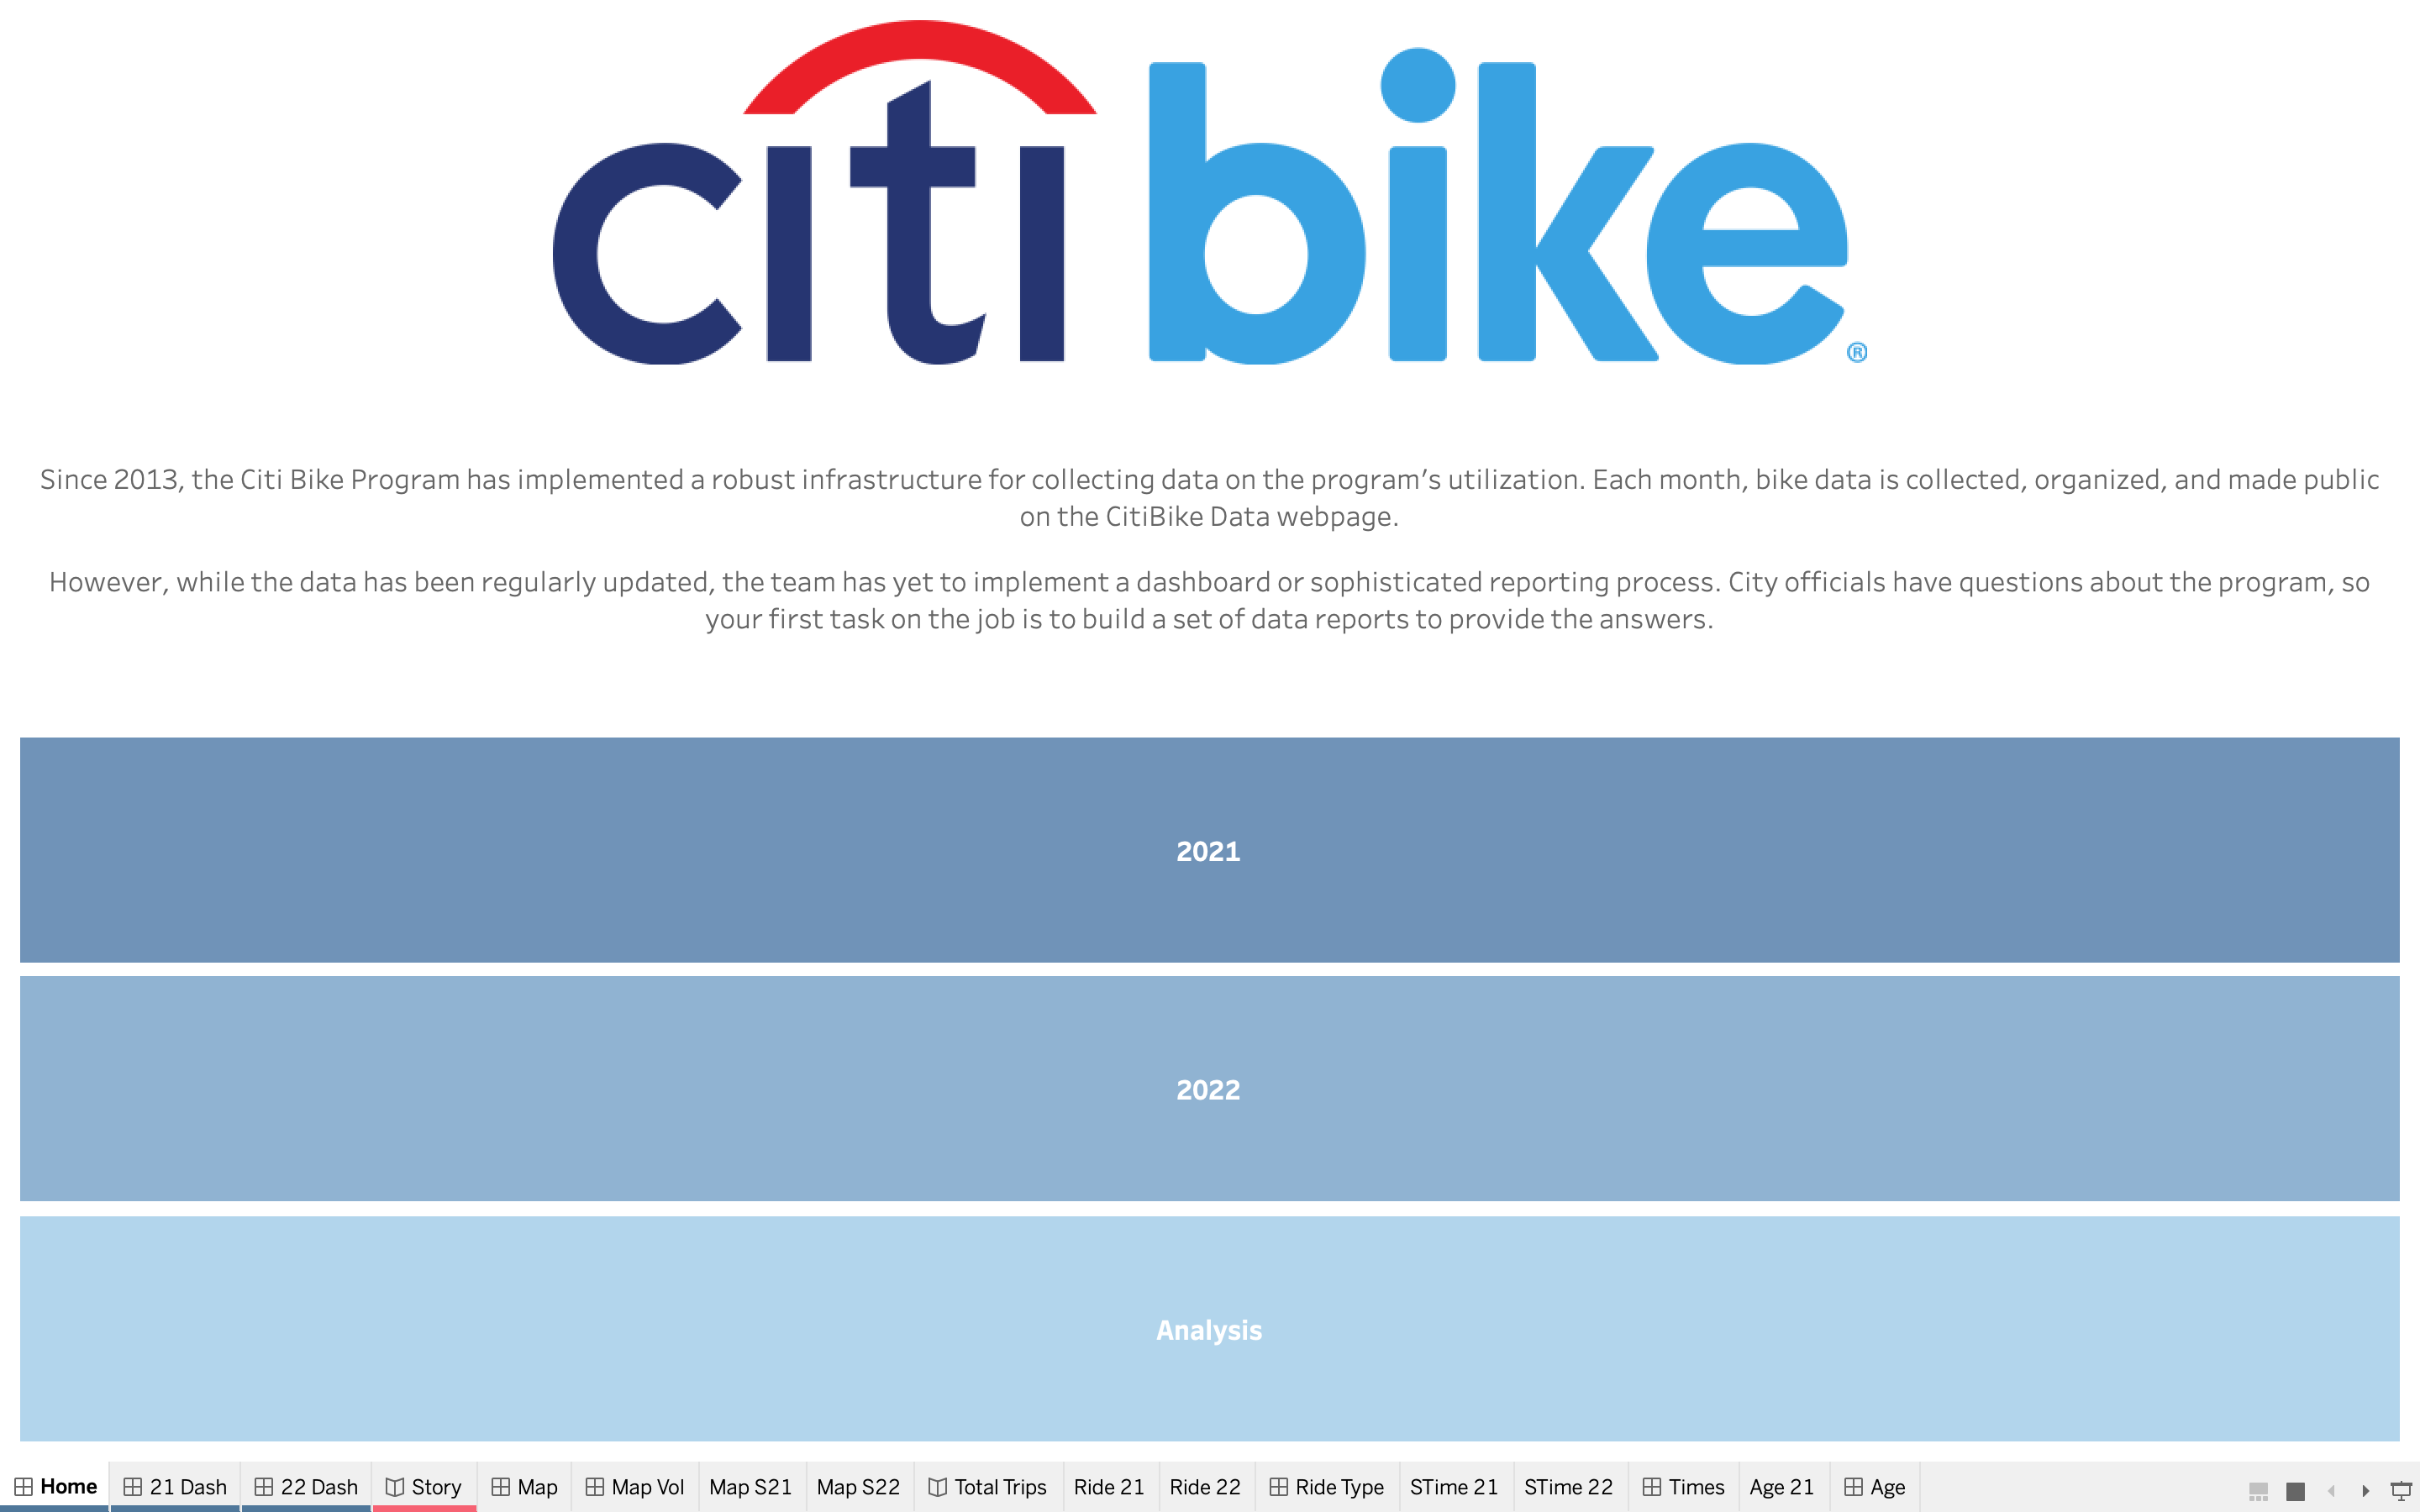 citi bike®
Since 2013, the Citi Bike Program has implemented a robust infrastructure for collecting data on the program's utilization. Each month, bike data is collected, organized, and made public
on the CitiBike Data webpage.
However, while the data has been regularly updated, the team has yet to implement a dashboard or sophisticated reporting process. City officials have questions about the program, so
your first task on the job is to build a set of data reports to provide the answers.
2021
2022
Analysis
Home 21 Dash 22 Dash Story Map Map Vol Map S21 Map S22 Total Trips Ride 21 Ride 22 Ride Type STime 21 STime 22 Times Age 21 Age